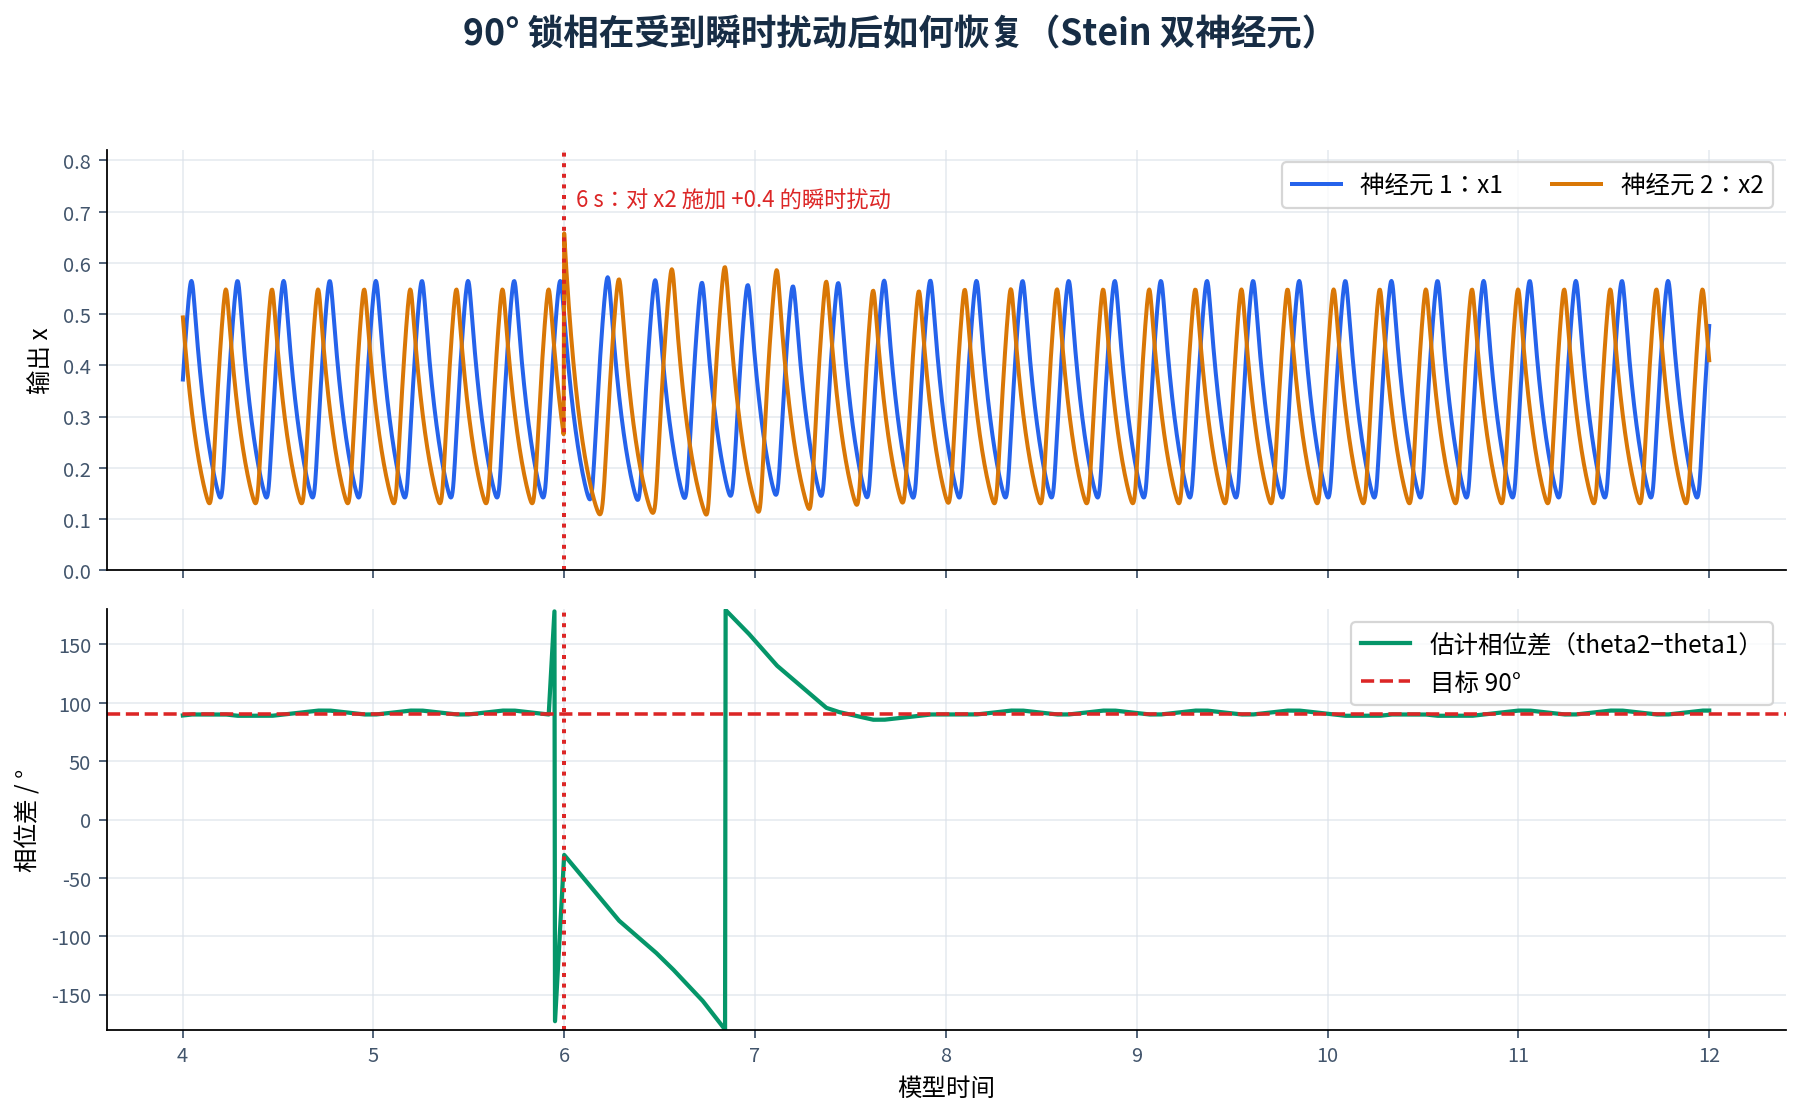 90° 锁相在受到瞬时扰动后如何恢复（Stein 双神经元）
0.8
0.7
0.6
0.5
0.4
0.3
0.2
0.1
0.0
输出 x
6 s：对 x2 施加 +0.4 的瞬时扰动
神经元 1：x1
神经元 2：x2
150
100
50
0
-50
-100
-150
相位差 / °
估计相位差（theta2−theta1）
目标 90°
4
5
6
7
8
9
10
11
12
模型时间